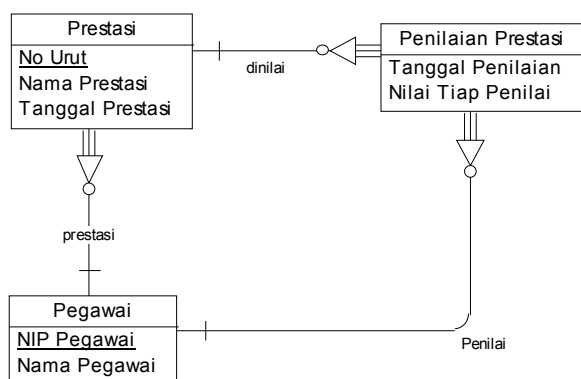 Prestasi
No Urut
Nama Prestasi
Tanggal Prestasi
dinilai
Penilaian Prestasi
Tanggal Penilaian
Nilai Tiap Penilai
prestasi
Pegawai
NIP Pegawai
Nama Pegawai
Penilai